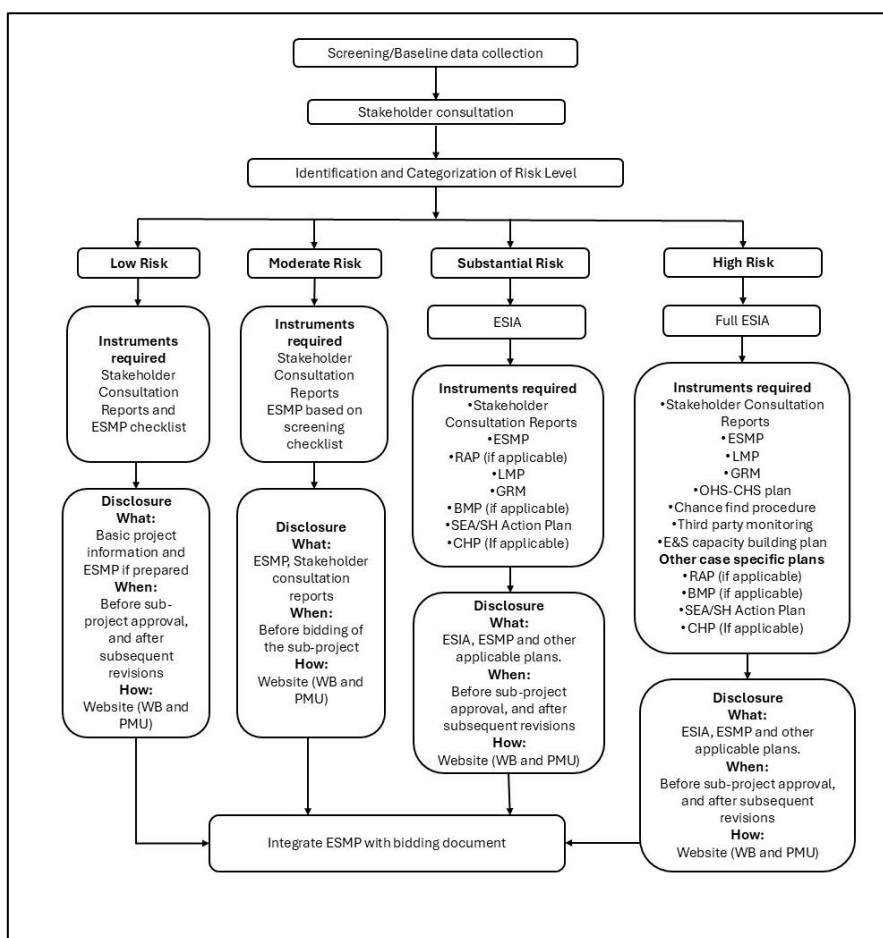 Screening/Baseline data collection
Stakeholder consultation
Identification and Categorization of Risk Level
Low Risk
Moderate Risk
Substantial Risk
High Risk
ESIA
Full ESIA
Instruments
required
Stakeholder
Consultation
Reports and
ESMP checklist
Instruments
required
Stakeholder
Consultation
Reports
ESMP based on
screening
checklist
Instruments required
•Stakeholder
Consultation Reports
•ESMP
•RAP (if applicable)
•LMP
•GRM
•BMP (if applicable)
•SEA/SH Action Plan
•CHP (If applicable)
Instruments required
•Stakeholder Consultation
Reports
•ESMP
•LMP
•GRM
•OHS-CHS plan
•Chance find procedure
•Third party monitoring
•E&S capacity building plan
Other case specific plans
•RAP (if applicable)
•BMP (if applicable)
•SEA/SH Action Plan
•CHP (If applicable)
Disclosure
What:
Basic project
information and
ESMP if prepared
When:
Before sub-
project approval,
and after
subsequent
revisions
How:
Website (WB and
PMU)
Disclosure
What:
ESMP, Stakeholder
consultation
reports
When:
Before bidding of
the sub-project
How:
Website (WB and
PMU)
Disclosure
What:
ESIA, ESMP and other
applicable plans.
When:
Before sub-project
approval, and after
subsequent revisions
How:
Website (WB and PMU)
Disclosure
What:
ESIA, ESMP and other
applicable plans.
When:
Before sub-project approval,
and after subsequent
revisions
How:
Website (WB and PMU)
Integrate ESMP with bidding document